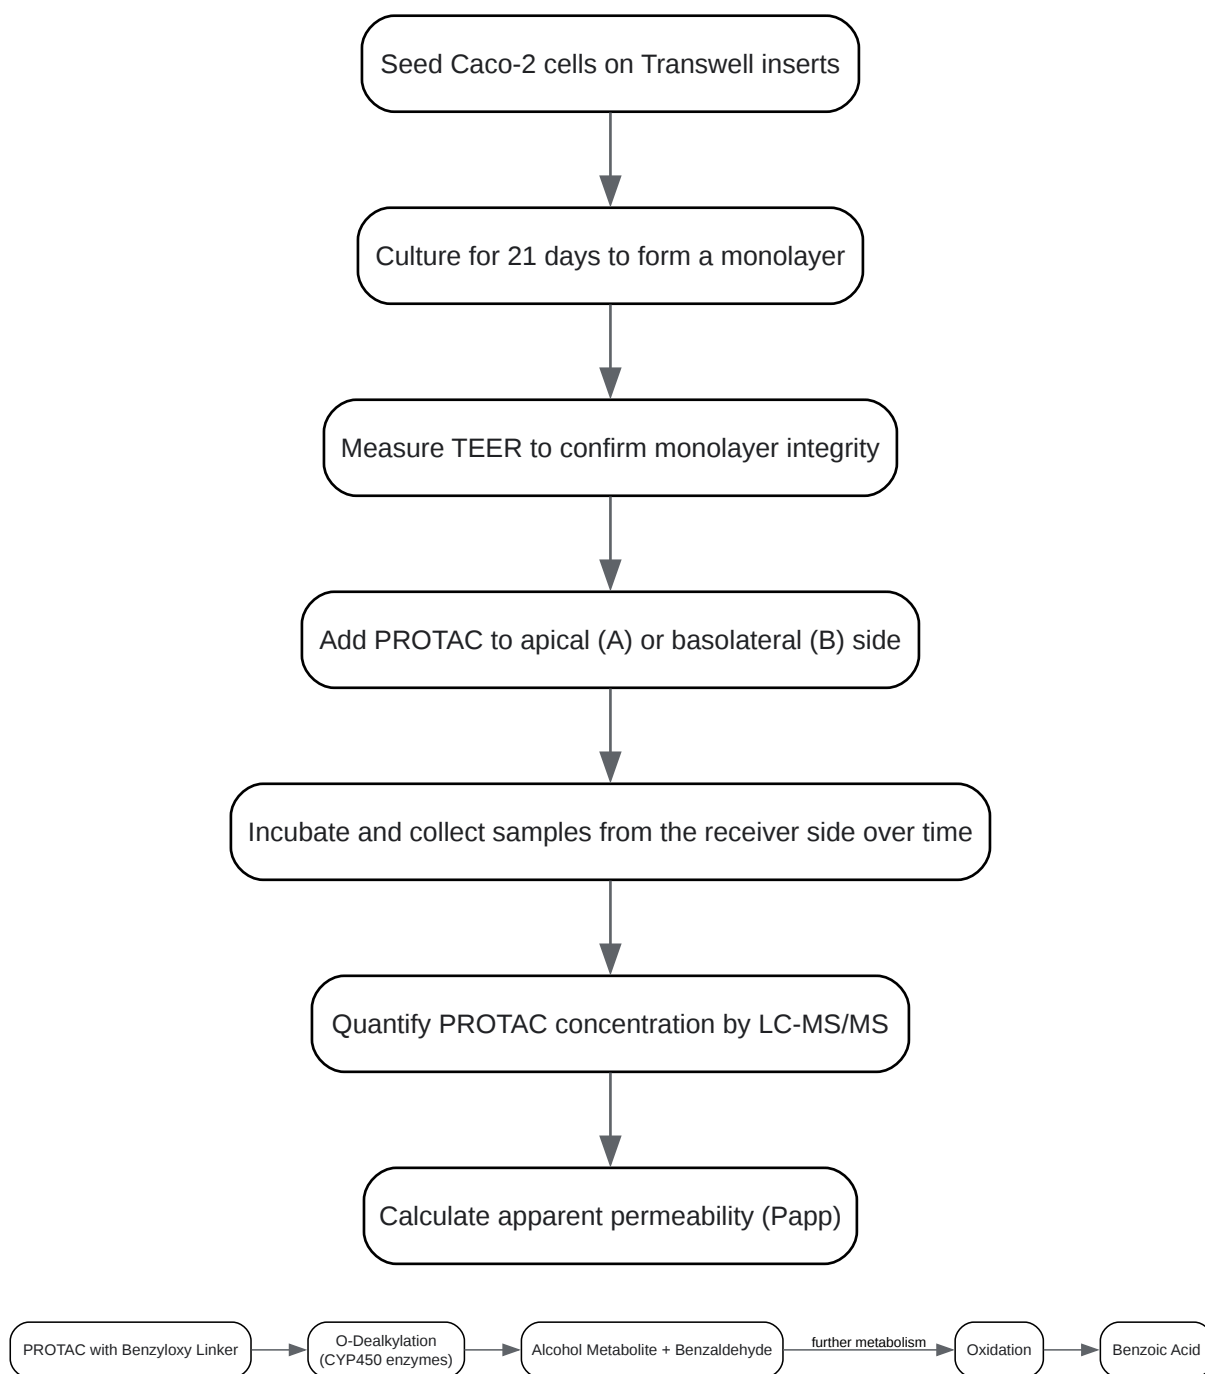 Seed Caco-2 cells on Transwell inserts
Culture for 21 days to form a monolayer
Measure TEER to confirm monolayer integrity
Add PROTAC to apical (A) or basolateral (B) side
Incubate and collect samples from the receiver side over time
Quantify PROTAC concentration by LC-MS/MS
Calculate apparent permeability (Papp)
PROTAC with Benzyloxy Linker
O-Dealkylation
(CYP450 enzymes)
Alcohol Metabolite + Benzaldehyde
further metabolism
Oxidation
Benzoic Acid